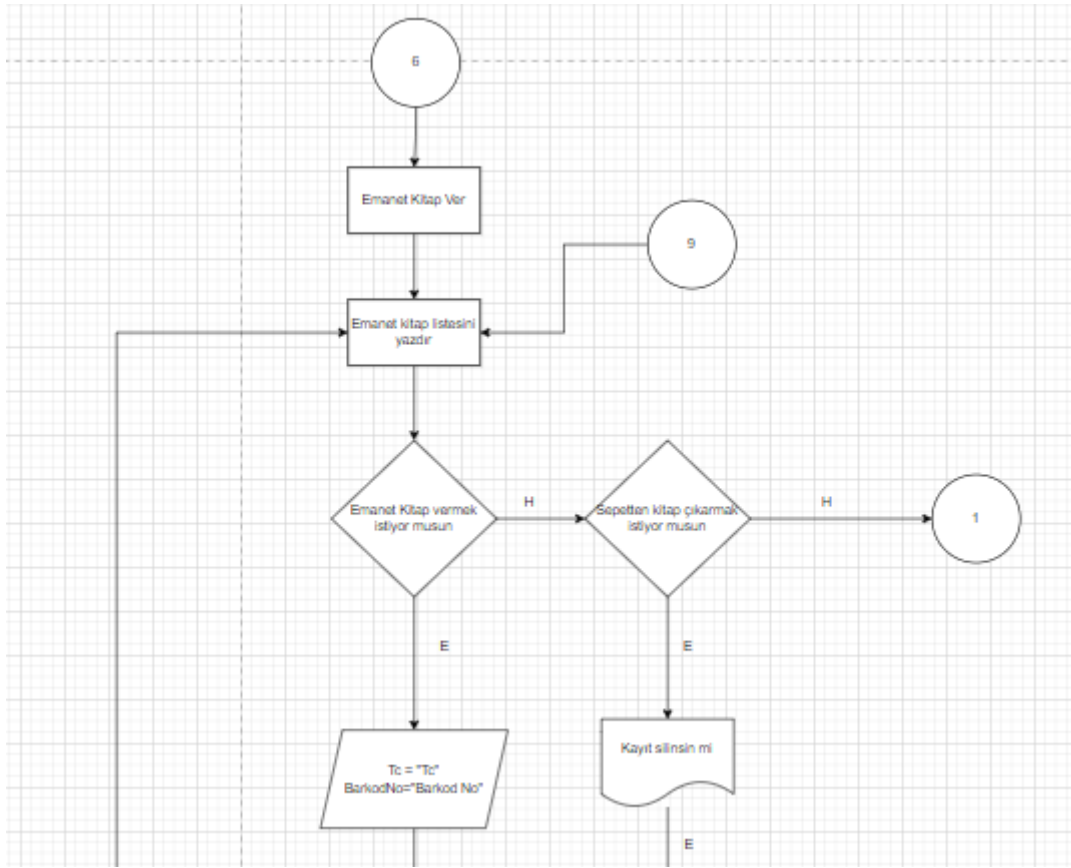 6
Emanet Kitap Ver
9
Emanet kitap listesini
yazdır
Emanet Kitap vermek
istiyor musun
H
Sepetten kitap çıkarmak
istiyor musun
H
1
E
E
Tc = "Tc"
BarkodNo="Barkod No"
Kayıt silinsin mi
E